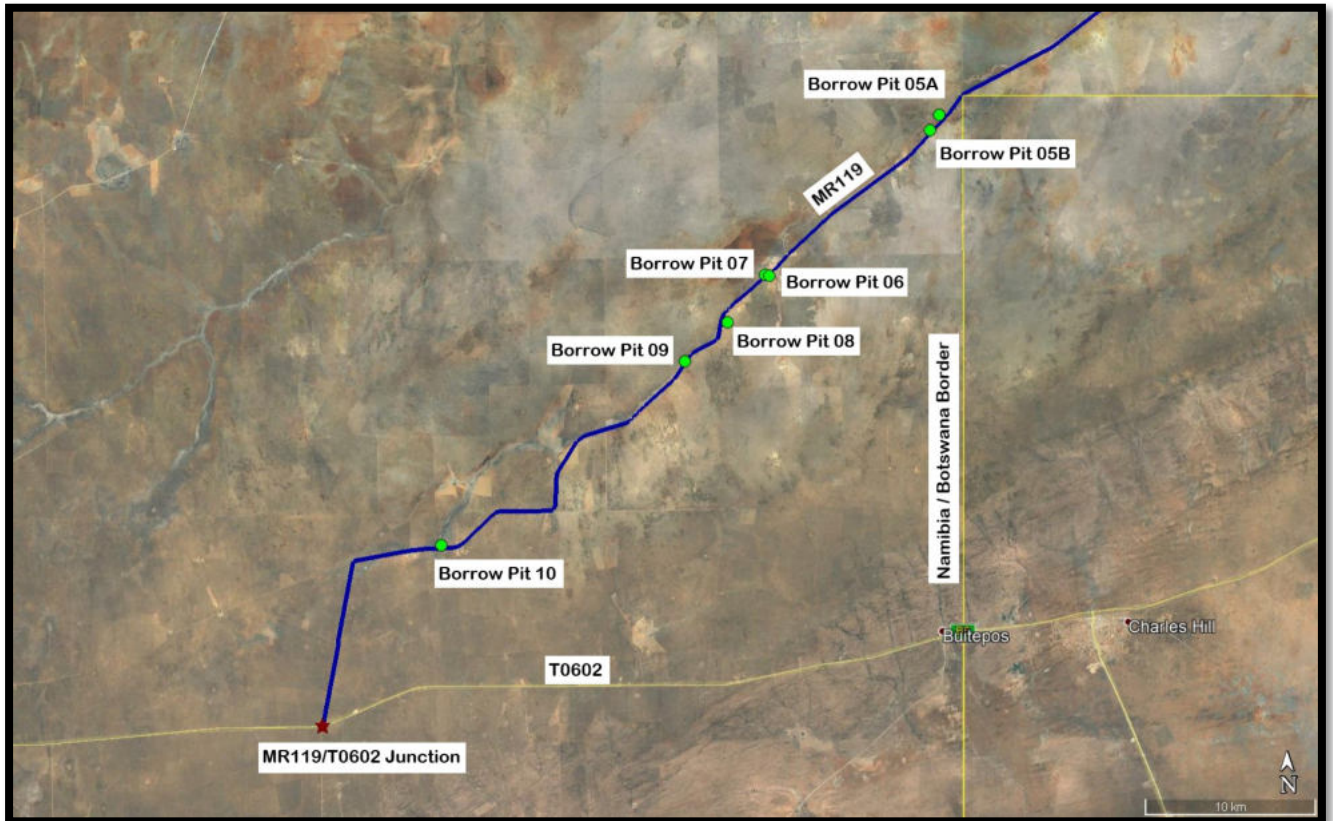 Borrow Pit 05A
Borrow Pit 05B
MR119
Borrow Pit 07
Borrow Pit 06
Borrow Pit 08
Borrow Pit 09
Namibia / Botswana Border
Borrow Pit 10
Buitepos
Charles Hill
T0602
MR119/T0602 Junction
N
10 km